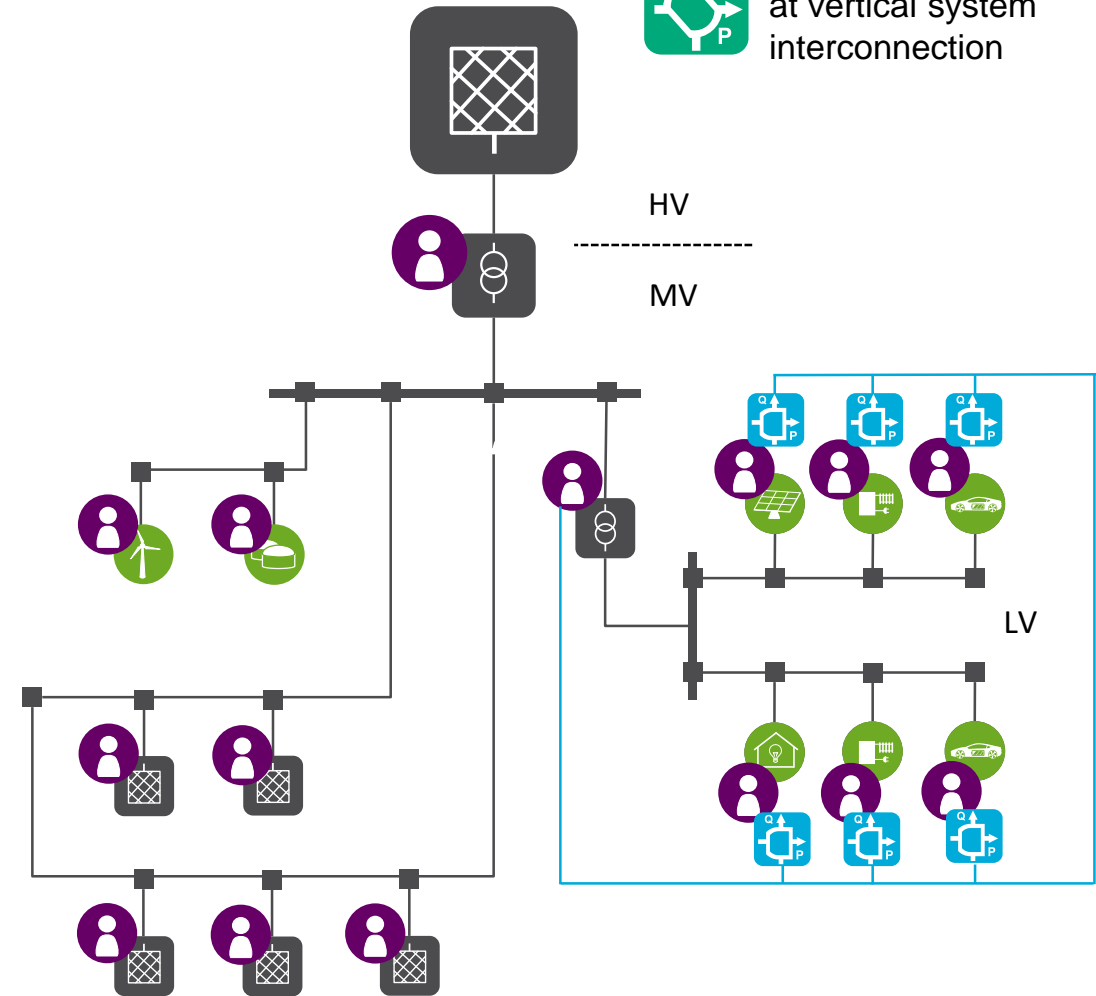 P
at vertical system
interconnection
HV
MV
Q
P
Q
P
Q
P
LV
Q
P
Q
P
Q
P